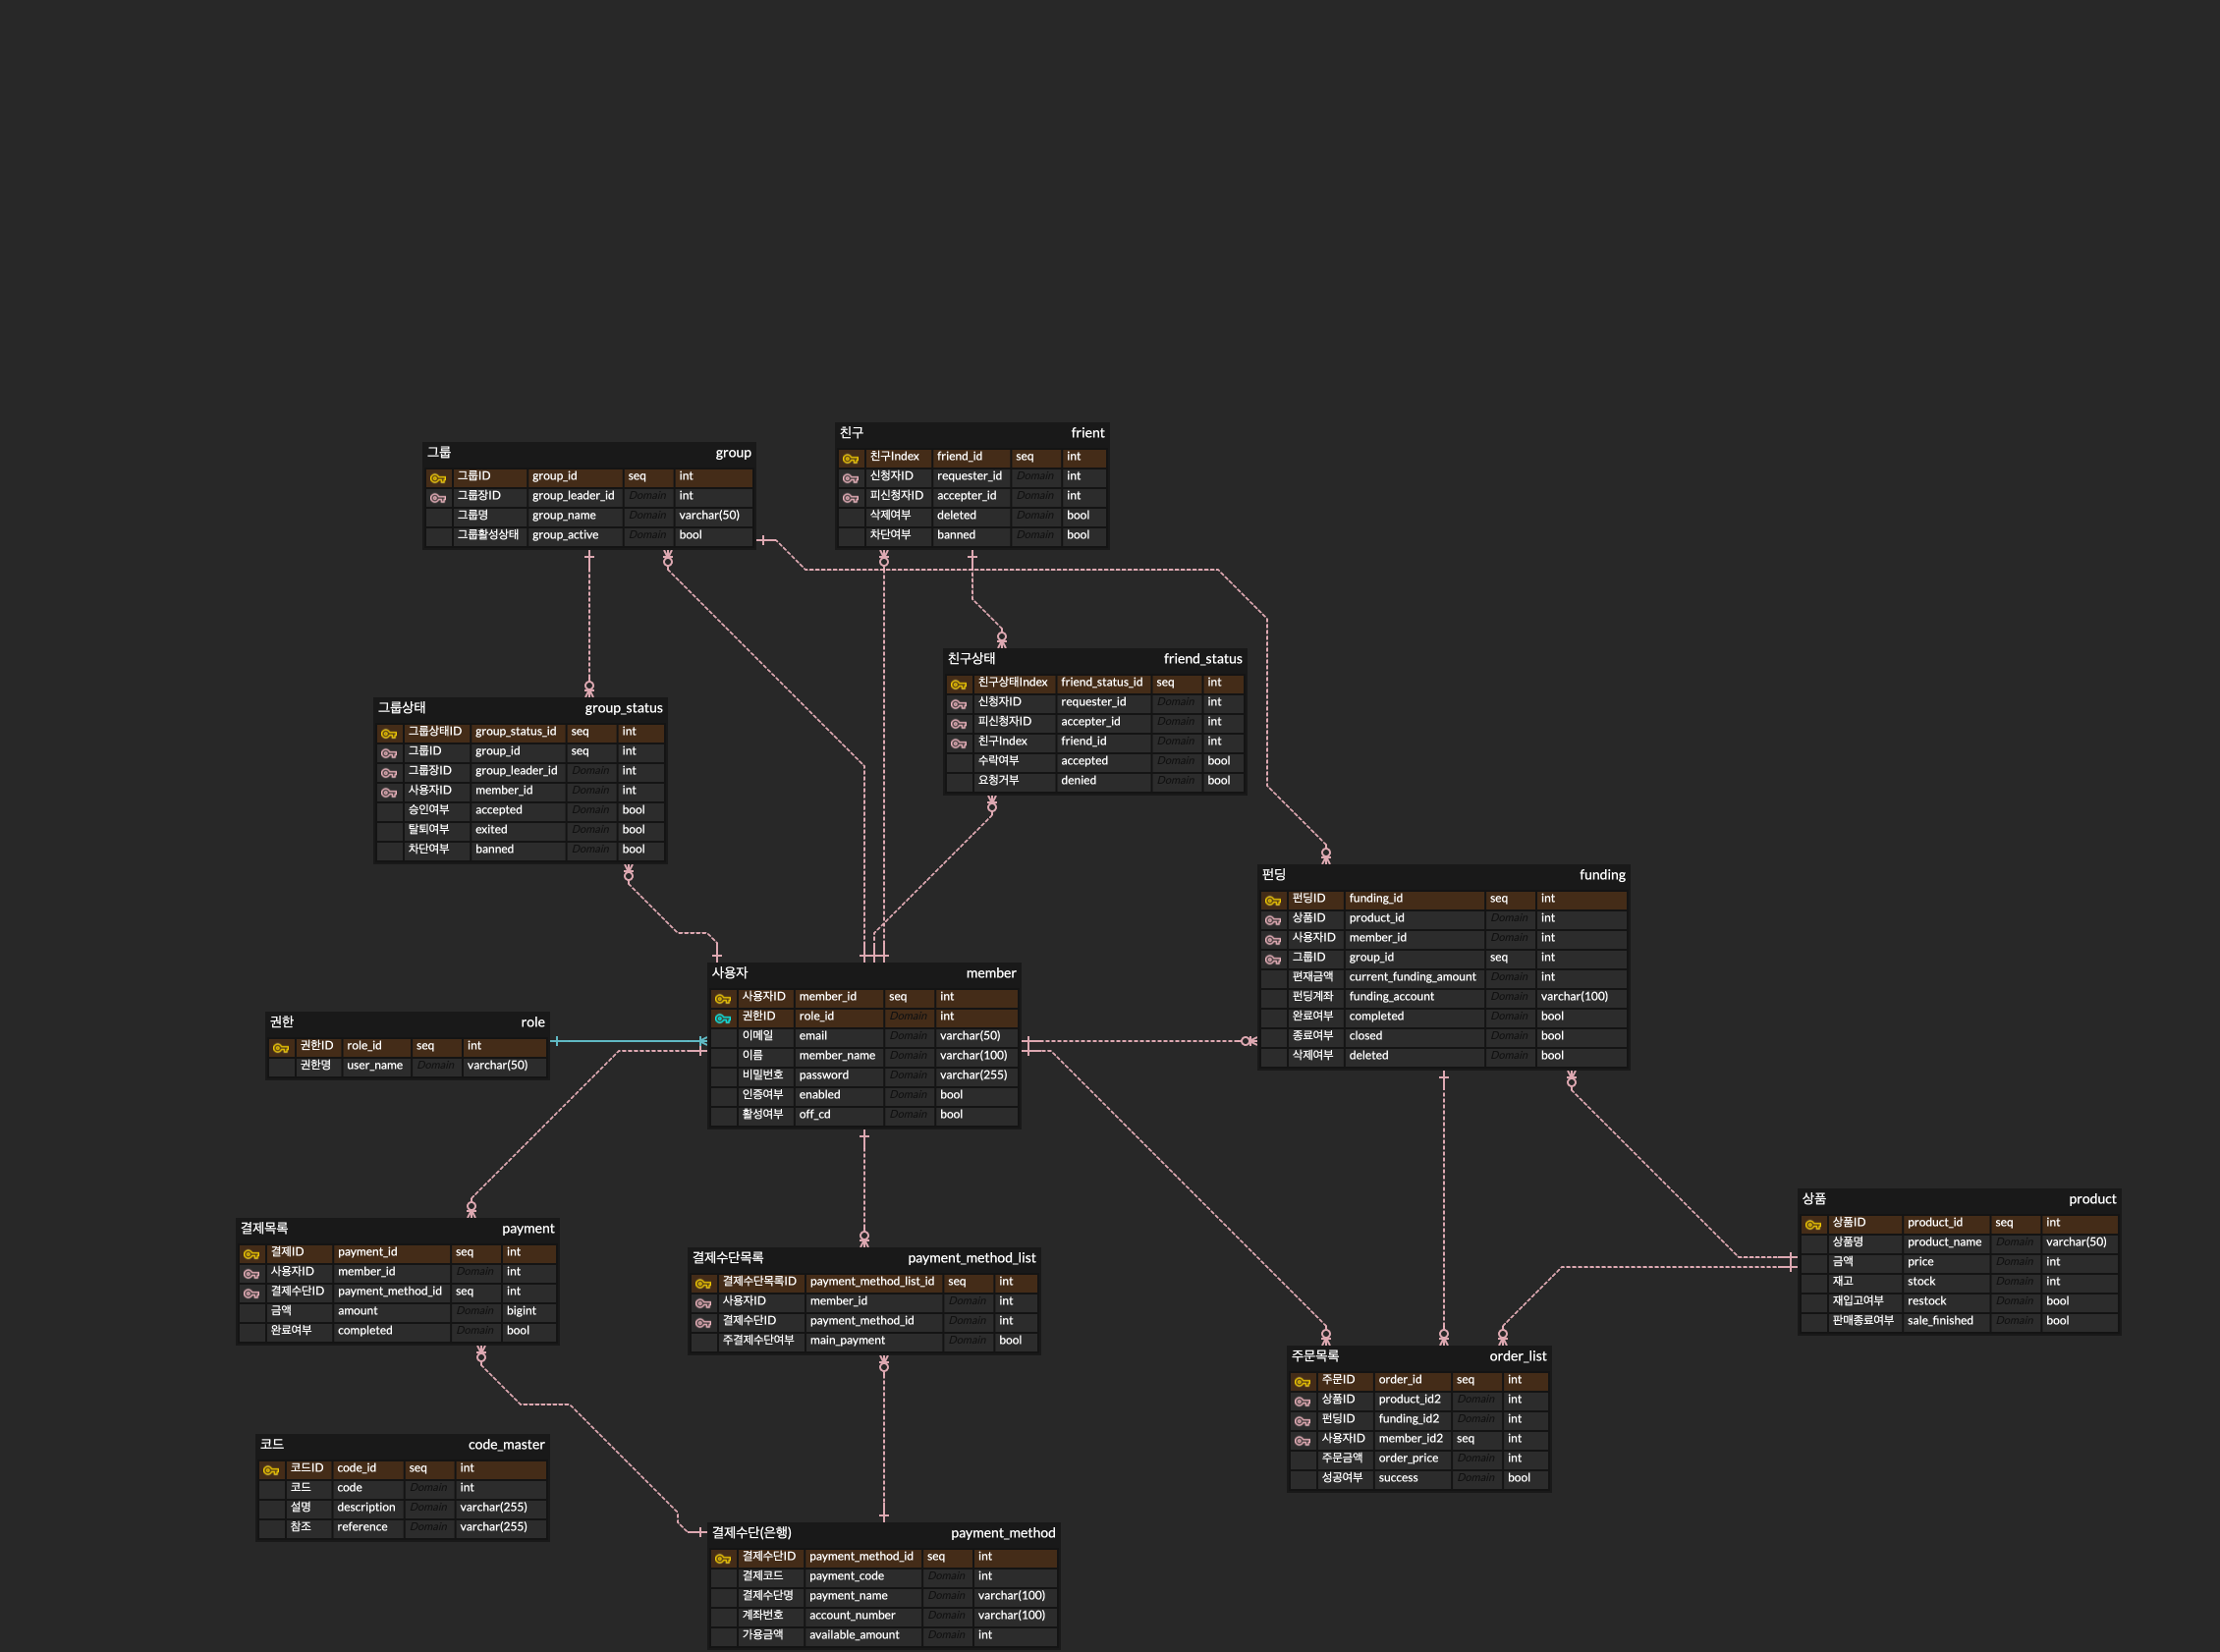 친구 frient
친구Index friend_id seq int
신청자ID requester_id Domain int
피신청자ID accepter_id Domain int
삭제여부 deleted Domain bool
차단여부 banned Domain bool
그룹 group
그룹ID group_id seq int
그룹장ID group_leader_id Domain int
그룹명 group_name Domain varchar(50)
그룹활성상태 group_active Domain bool
친구상태 friend_status
친구상태Index friend_status_id seq int
신청자ID requester_id Domain int
피신청자ID accepter_id Domain int
친구Index friend_id Domain int
수락여부 accepted Domain bool
요청거부 denied Domain bool
그룹상태 group_status
그룹상태ID group_status_id seq int
그룹ID group_id seq int
그룹장ID group_leader_id Domain int
사용자ID member_id Domain int
승인여부 accepted Domain bool
탈퇴여부 exited Domain bool
차단여부 banned Domain bool
펀딩 funding
펀딩ID funding_id seq int
상품ID product_id Domain int
사용자ID member_id Domain int
그룹ID group_id seq int
편재금액 current_funding_amount Domain int
펀딩계좌 funding_account Domain varchar(100)
완료여부 completed Domain bool
종료여부 closed Domain bool
삭제여부 deleted Domain bool
사용자 member
사용자ID member_id seq int
권한ID role_id Domain int
이메일 email Domain varchar(50)
이름 member_name Domain varchar(100)
비밀번호 password Domain varchar(255)
인증여부 enabled Domain bool
활성여부 off_cd Domain bool
권한 role
권한ID role_id seq int
권한명 user_name Domain varchar(50)
상품 product
상품ID product_id seq int
상품명 product_name Domain varchar(50)
금액 price Domain int
재고 stock Domain int
재입고여부 restock Domain bool
판매종료여부 sale_finished Domain bool
결제목록 payment
결제ID payment_id seq int
사용자ID member_id Domain int
결제수단ID payment_method_id seq int
금액 amount Domain bigint
완료여부 completed Domain bool
결제수단목록 payment_method_list
결제수단목록ID payment_method_list_id seq int
사용자ID member_id Domain int
결제수단ID payment_method_id Domain int
주결제수단여부 main_payment Domain bool
주문목록 order_list
주문ID order_id seq int
상품ID product_id2 Domain int
펀딩ID funding_id2 Domain int
사용자ID member_id2 seq int
주문금액 order_price Domain int
성공여부 success Domain bool
코드 code_master
코드ID code_id seq int
코드 code Domain int
설명 description Domain varchar(255)
참조 reference Domain varchar(255)
결제수단(은행) payment_method
결제수단ID payment_method_id seq int
결제코드 payment_code Domain int
결제수단명 payment_name Domain varchar(100)
계좌번호 account_number Domain varchar(100)
가용금액 available_amount Domain int